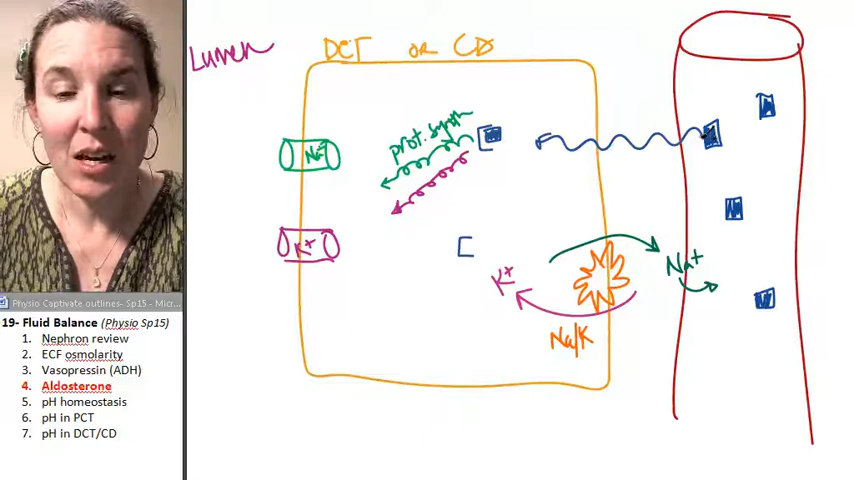 Lumen
DCT or CDs
Na+
prot. synth
K+
K+
Na+
Na/K
Physio Captivate outlines- Sp15 - Micr...
19- Fluid Balance (Physio Sp15)
1. Nephron review
2. ECF osmolarity
3. Vasopressin (ADH)
4. Aldosterone
5. pH homeostasis
6. pH in PCT
7. pH in DCT/CD